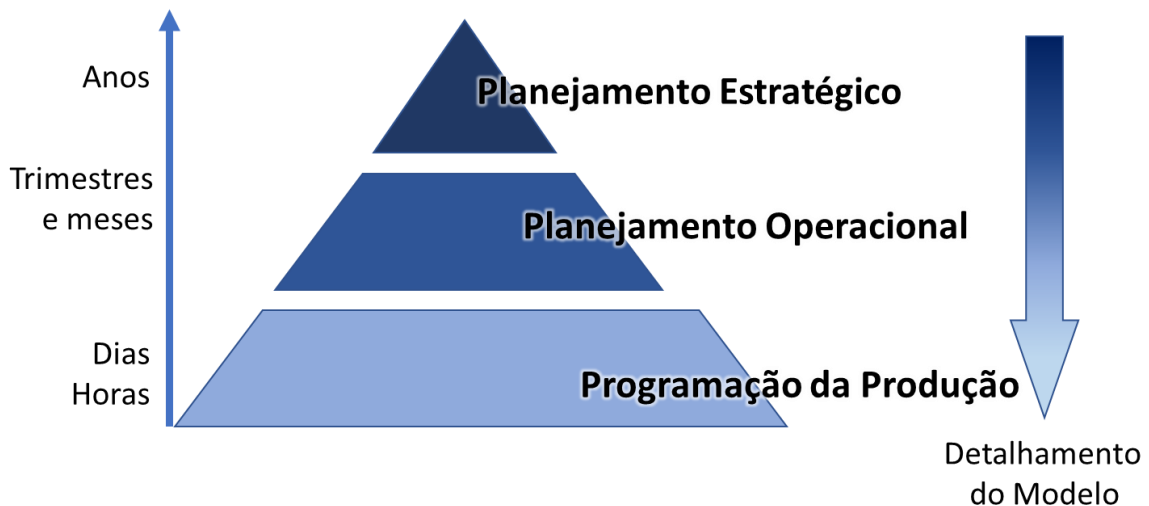 Anos
Planejamento Estratégico
Trimestres
e meses
Planejamento Operacional
Dias
Horas
Programação da Produção
Detalhamento
do Modelo